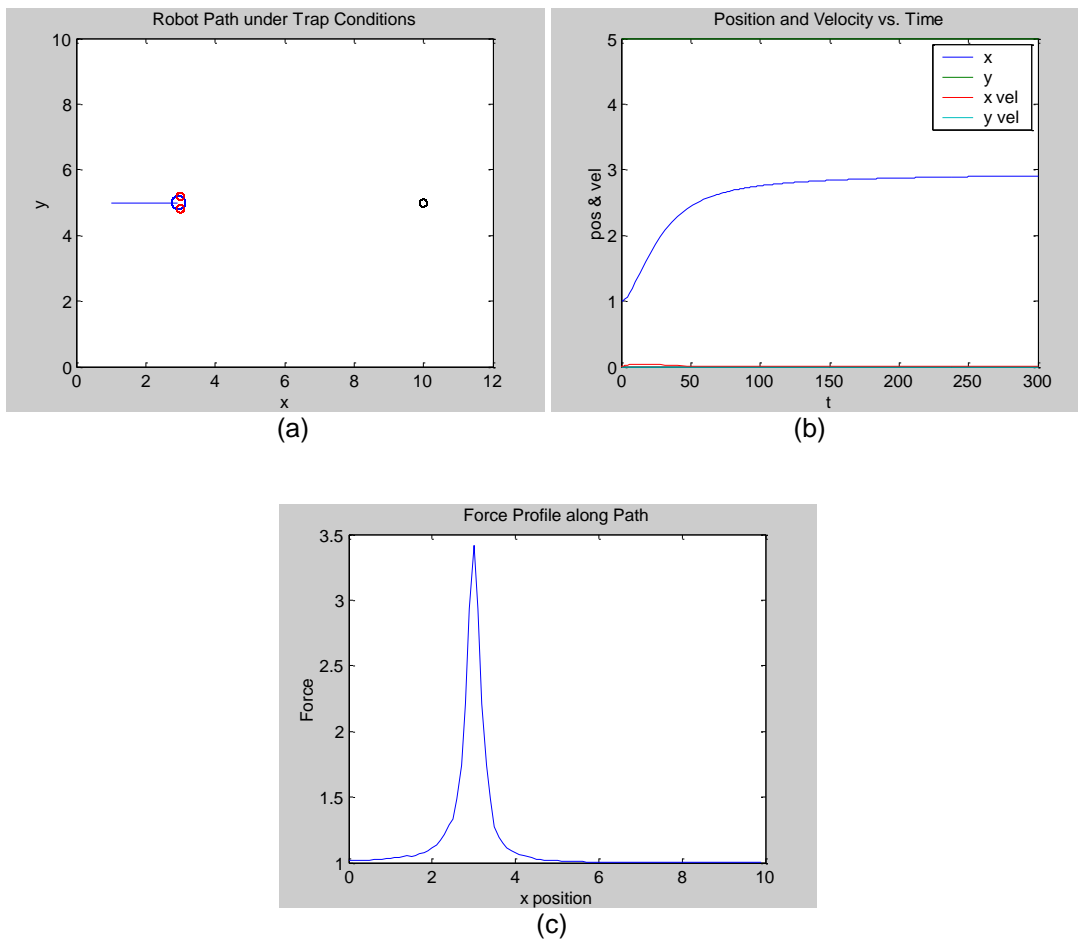 Robot Path under Trap Conditions
10
8
6
4
2
0
y
0 2 4 6 8 10 12
x
(a)
Position and Velocity vs. Time
5
4
3
2
1
0
pos & vel
x
y
x vel
y vel
0 50 100 150 200 250 300
t
(b)
Force Profile along Path
3.5
3
2.5
2
1.5
1
Force
0 2 4 6 8 10
x position
(c)